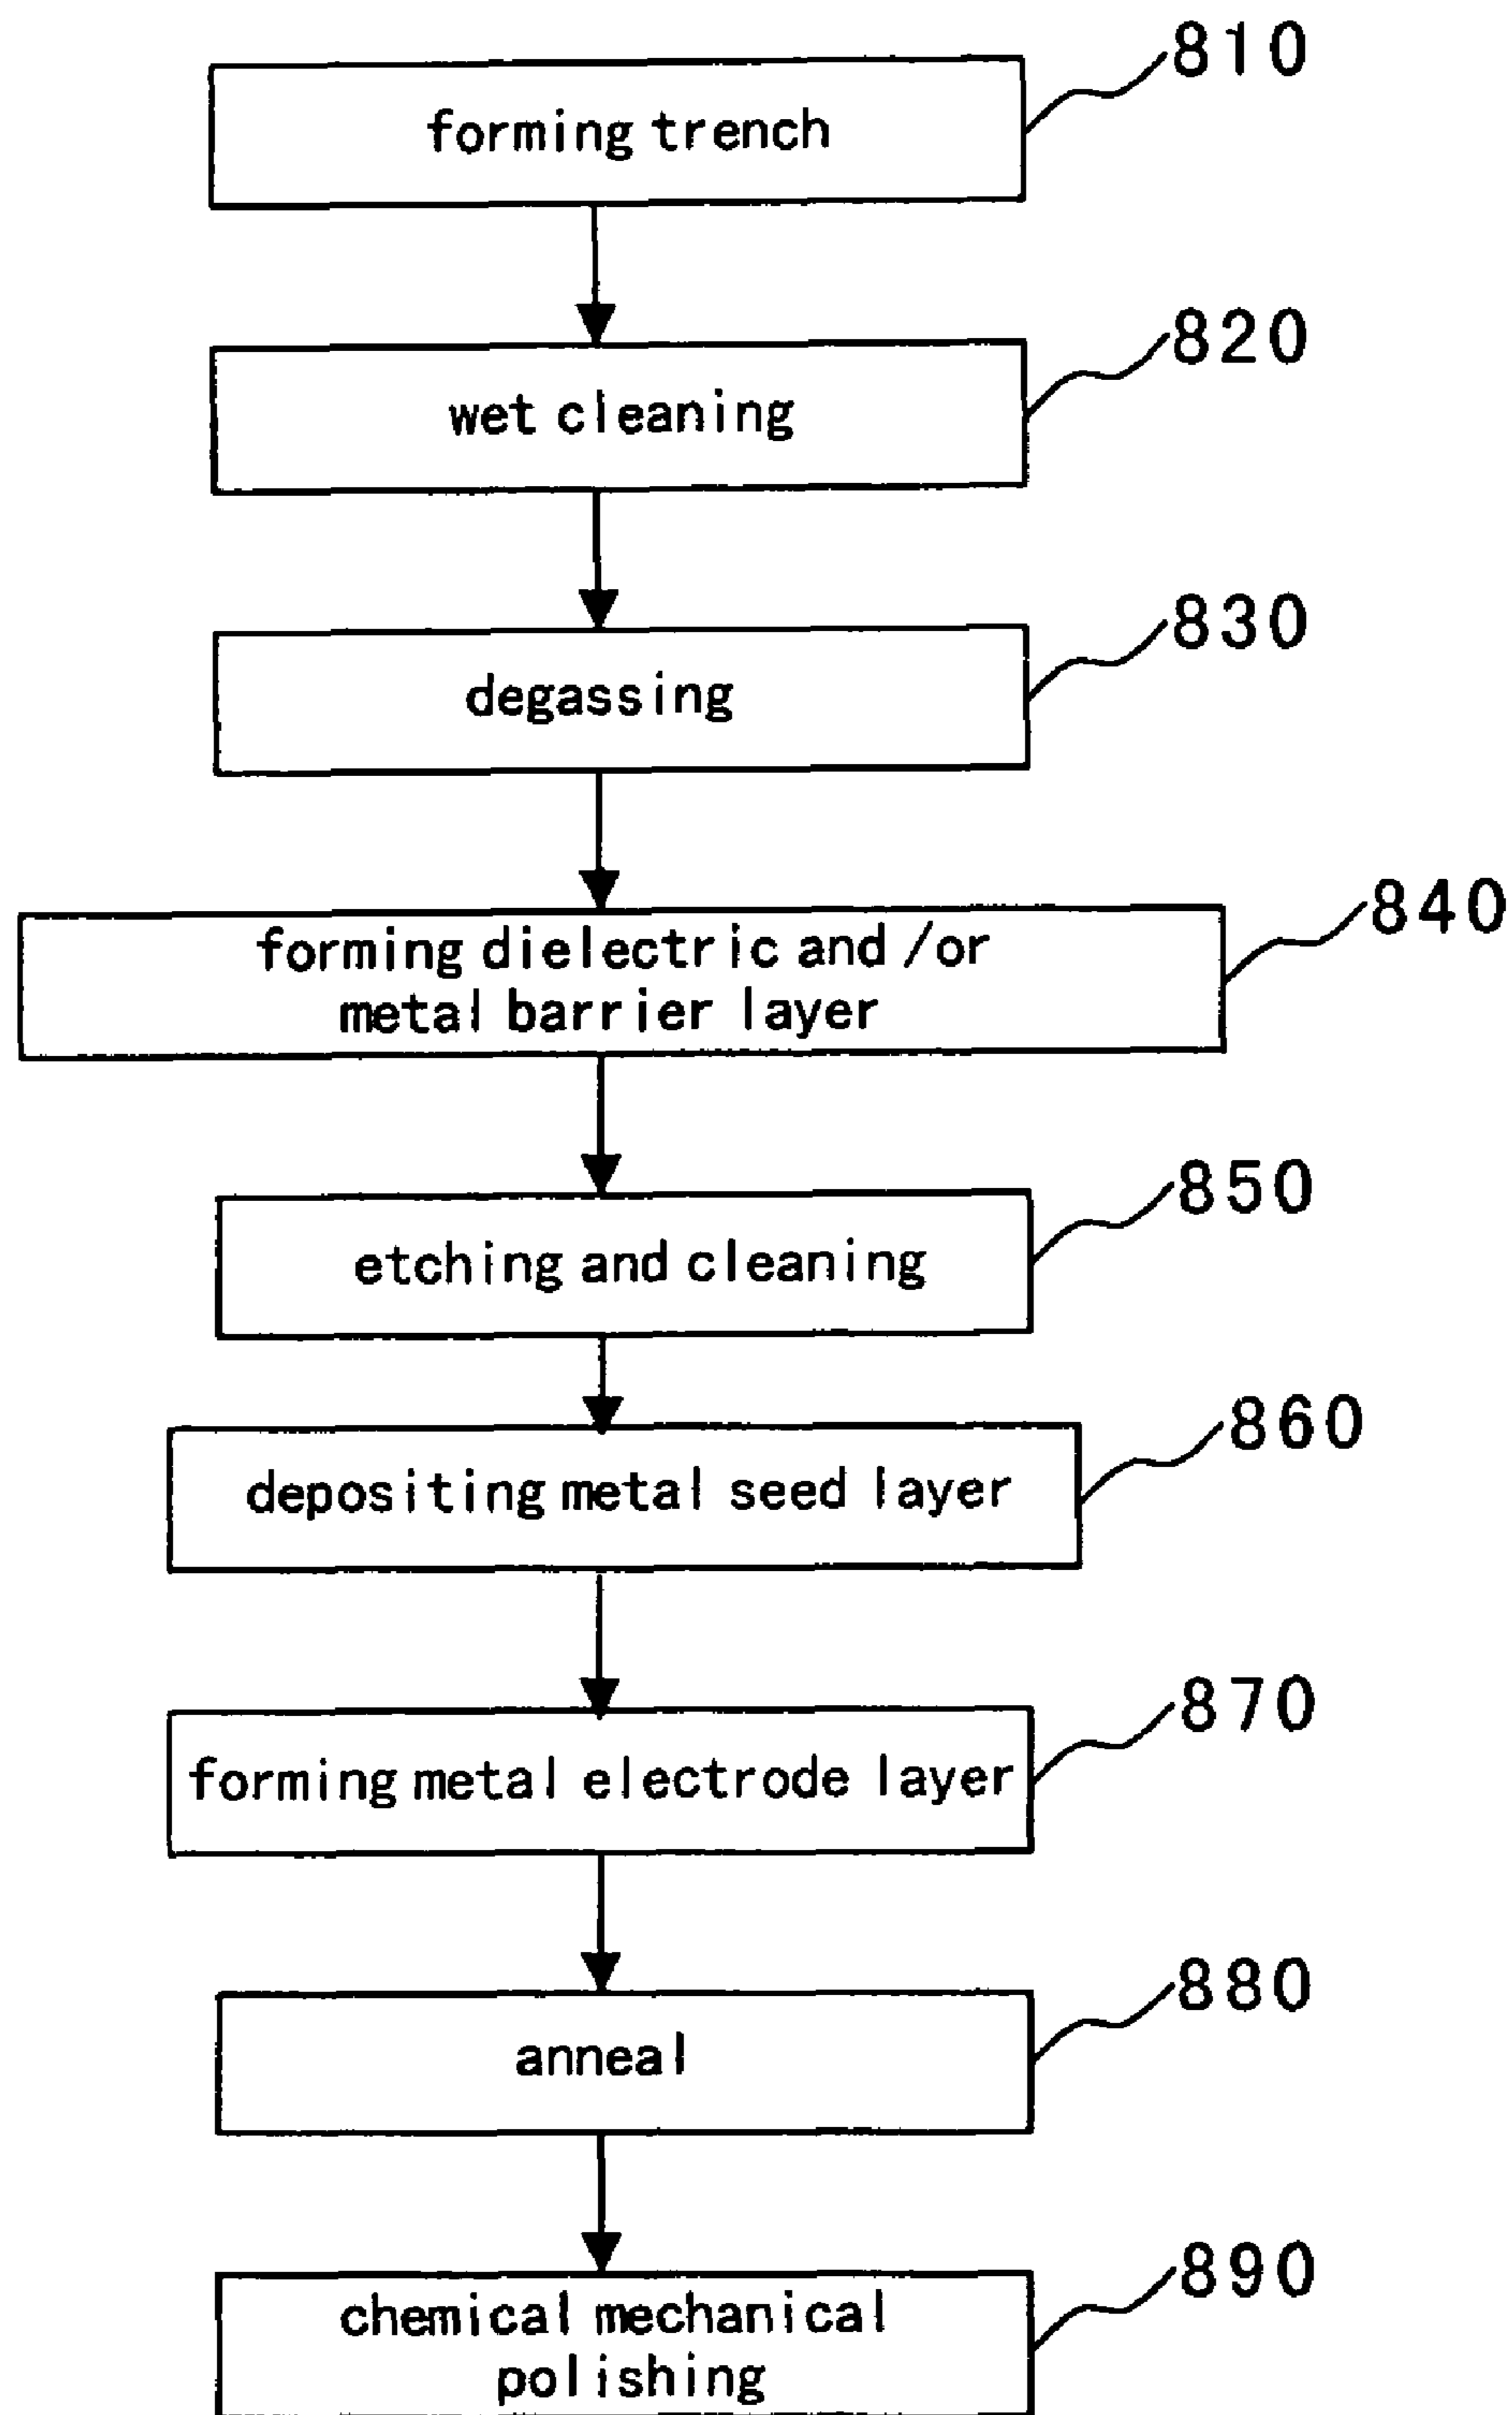 810
forming trench
820
wet cleaning
830
degassing
840
forming dielectric and /or
metal barrier layer
850
etching and cleaning
860
depositing metal seed layer
870
forming metal electrode layer
880
anneal
890
chemical mechanical
polishing